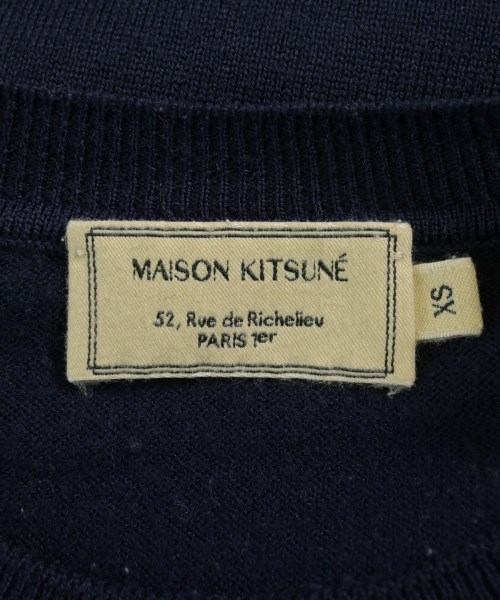 MAISON KITSUNÉ
52, Rue de Richelieu
PARIS 1er
XS